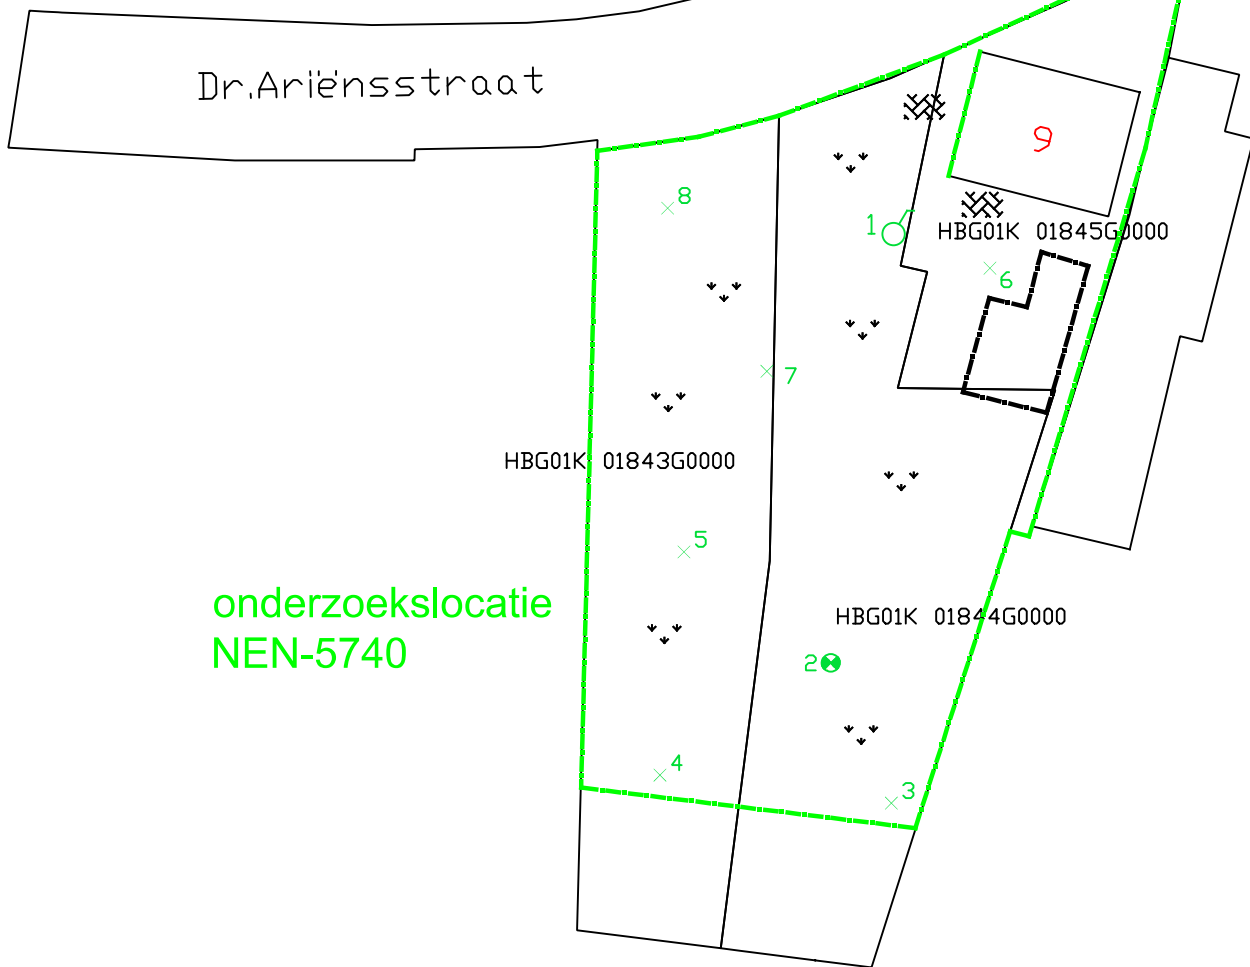 Dr.Ariënsstraat
9
8
1
HBG01K 01845G0000
6
7
HBG01K 01843G0000
5
onderzoekslocatie
NEN-5740
HBG01K 01844G0000
2
4
3